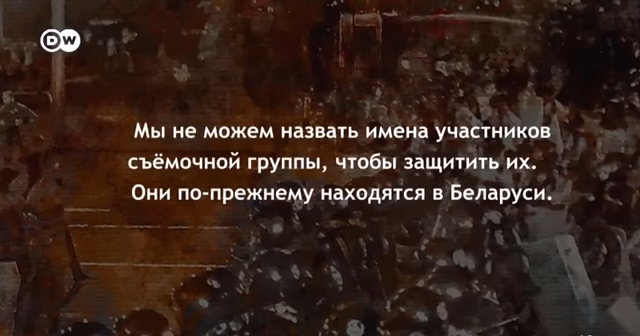 DW
Мы не можем назвать имена участников
съёмочной группы, чтобы защитить их.
Они по-прежнему находятся в Беларуси.